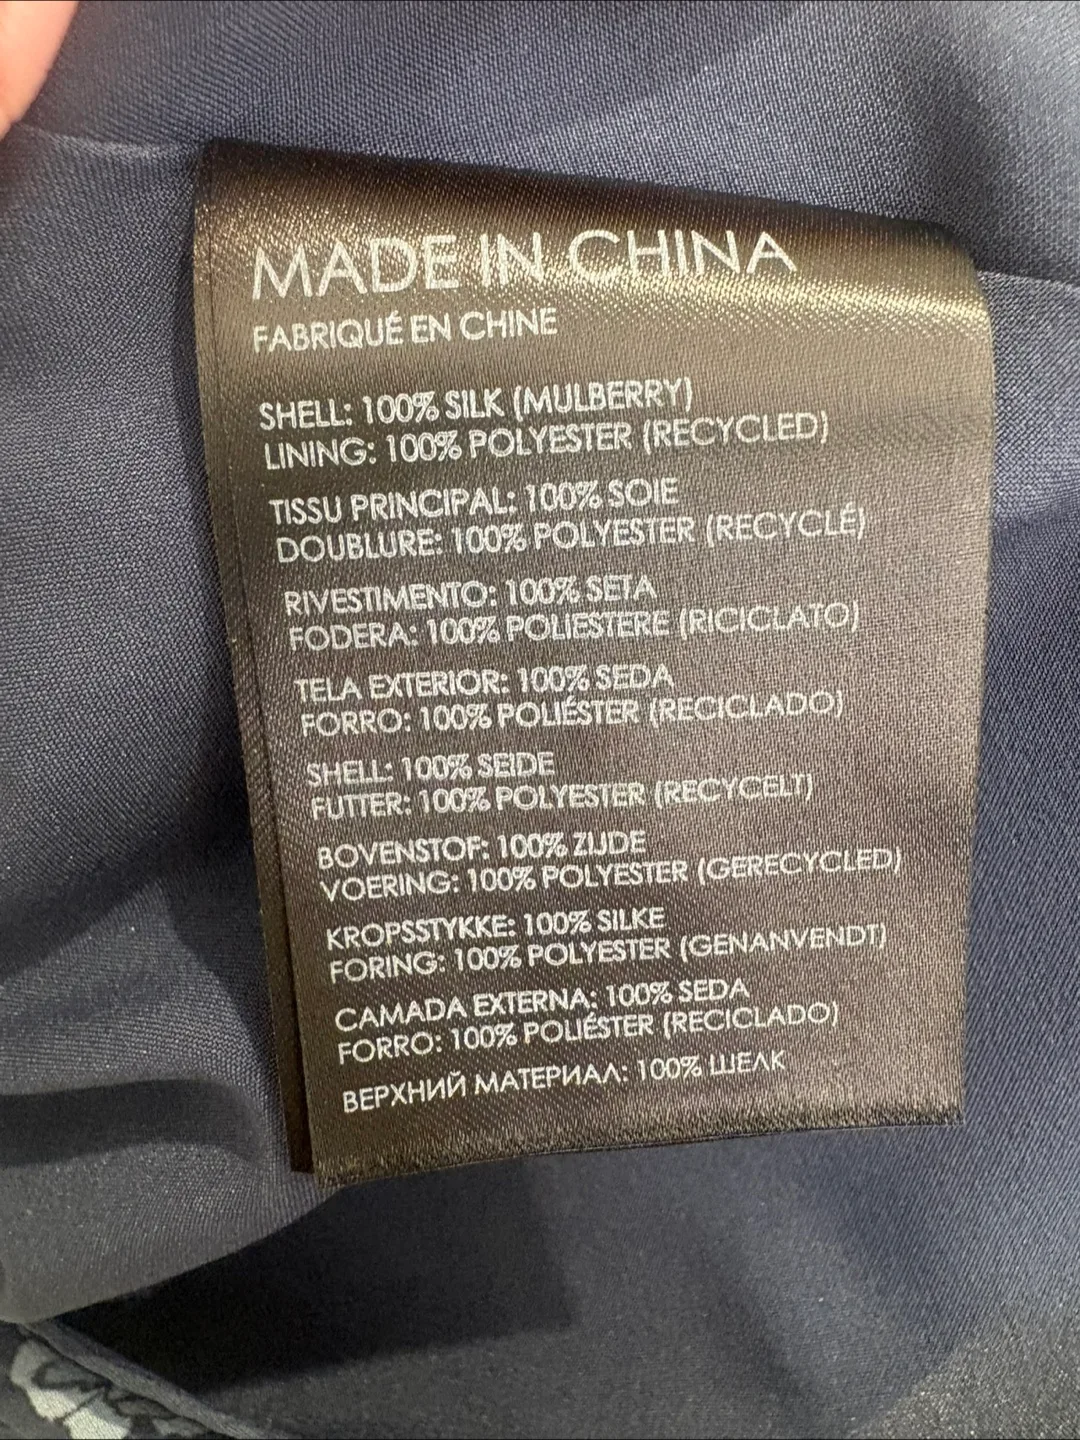 MADE IN CHINA
FABRIQUÉ EN CHINE
SHELL: 100% SILK (MULBERRY)
LINING: 100% POLYESTER (RECYCLED)
TISSU PRINCIPAL: 100% SOIE
DOUBLURE: 100% POLYESTER (RECYCLÉ)
RIVESTIMENTO: 100% SETA
FODERA: 100% POLIESTERE (RICICLATO)
TELA EXTERIOR: 100% SEDA
FORRO: 100% POLIÉSTER (RECICLADO)
SHELL: 100% SEIDE
FUTTER: 100% POLYESTER (RECYCELT)
BOVENSTOF: 100% ZIJDE
VOERING: 100% POLYESTER (GERECYCLED)
KROPSSTYKKE: 100% SILKE
FORING: 100% POLYESTER (GENANVENDT)
CAMADA EXTERNA: 100% SEDA
FORRO: 100% POLIÉSTER (RECICLADO)
ВЕРХНИЙ МАТЕРИАЛ: 100% ШЕЛК